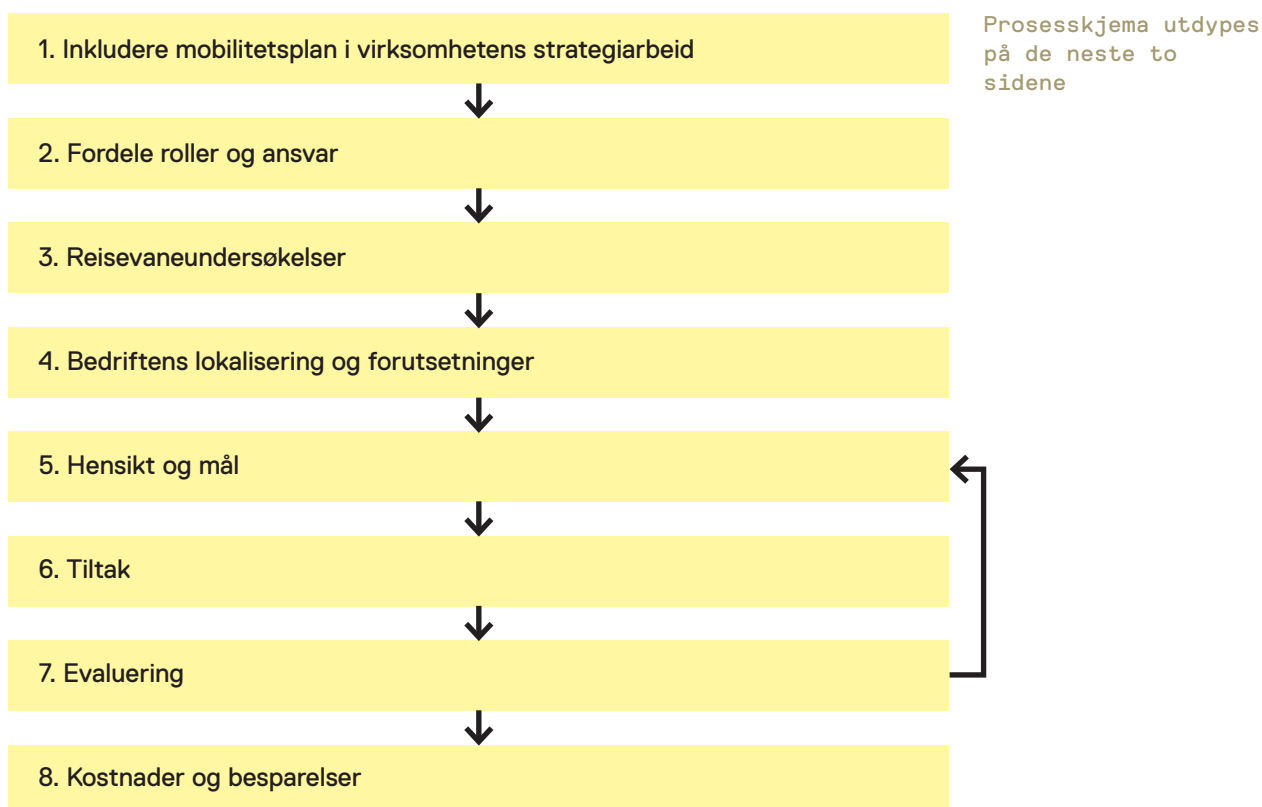 1. Inkludere mobilitetsplan i virksomhetens strategiarbeid
Prosesskjema utdypes
på de neste to
sidene
2. Fordele roller og ansvar
3. Reisevaneundersøkelser
4. Bedriftens lokalisering og forutsetninger
5. Hensikt og mål
6. Tiltak
7. Evaluering
8. Kostnader og besparelser